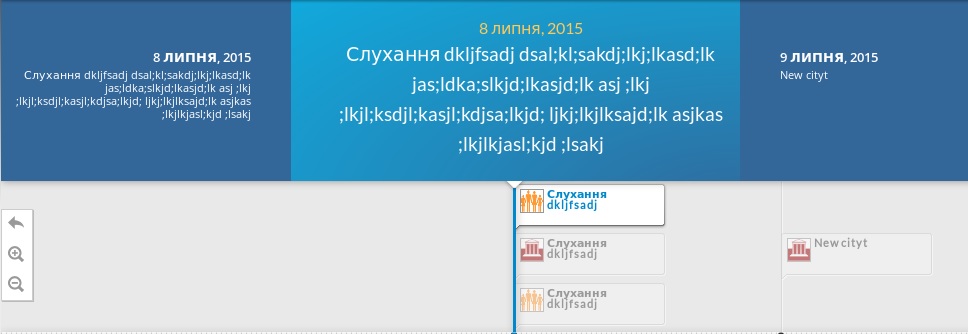 8 ЛИПНЯ, 2015
Слухання dkljfsadj dsal;kl;sakdj;lkj;lkasd;lk
jas;ldka;slkjd;lkasjd;lk asj ;lkj
;lkjl;ksdjl;kasjl;kdjsa;lkjd; ljkj;lkjlksajd;lk asjkas
;lkjlkjasl;kjd ;lsakj
8 липня, 2015
Слухання dkljfsadj dsal;kl;sakdj;lkj;lkasd;lk
jas;ldka;slkjd;lkasjd;lk asj ;lkj
;lkjl;ksdjl;kasjl;kdjsa;lkjd; ljkj;lkjlksajd;lk asjkas
;lkjlkjasl;kjd ;lsakj
9 ЛИПНЯ, 2015
New cityt
Слухання
dkljfsadj
Слухання
dkljfsadj
New cityt
Слухання
dkljfsadj